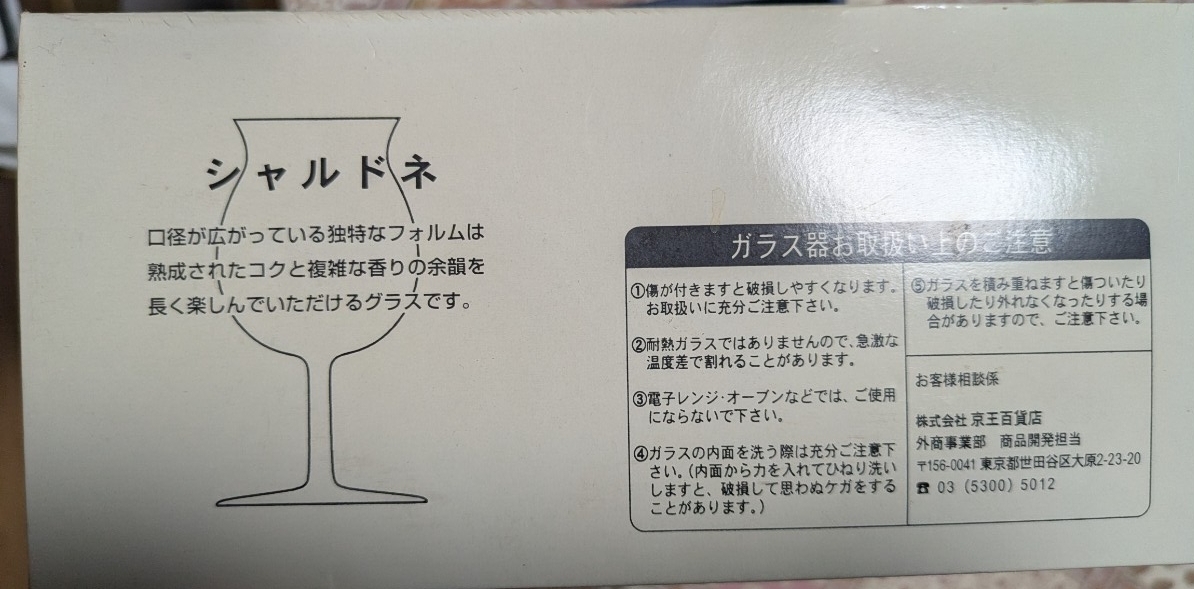 シャルドネ
口径が広がっている独特なフォルムは
熟成されたコクと複雑な香りの余韻を
長く楽しんでいただけるグラスです。
ガラス器お取扱い上のご注意
①傷が付きますと破損しやすくなります。
お取扱いに充分ご注意下さい。
②耐熱ガラスではありませんので、急激な
温度差で割れることがあります。
③電子レンジ・オーブンなどでは、ご使用
にならないで下さい。
④ガラスの内面を洗う際は充分ご注意下
さい。(内面から力を入れてひねり洗い
しますと、破損して思わぬケガをする
ことがあります。)
⑤ガラスを積み重ねますと傷ついたり
破損したり外れなくなったりする場
合がありますので、ご注意下さい。
お客様相談係
株式会社 京王百貨店
外商事業部 商品開発担当
〒156-0041 東京都世田谷区大原2-23-20
☎ 03 (5300) 5012